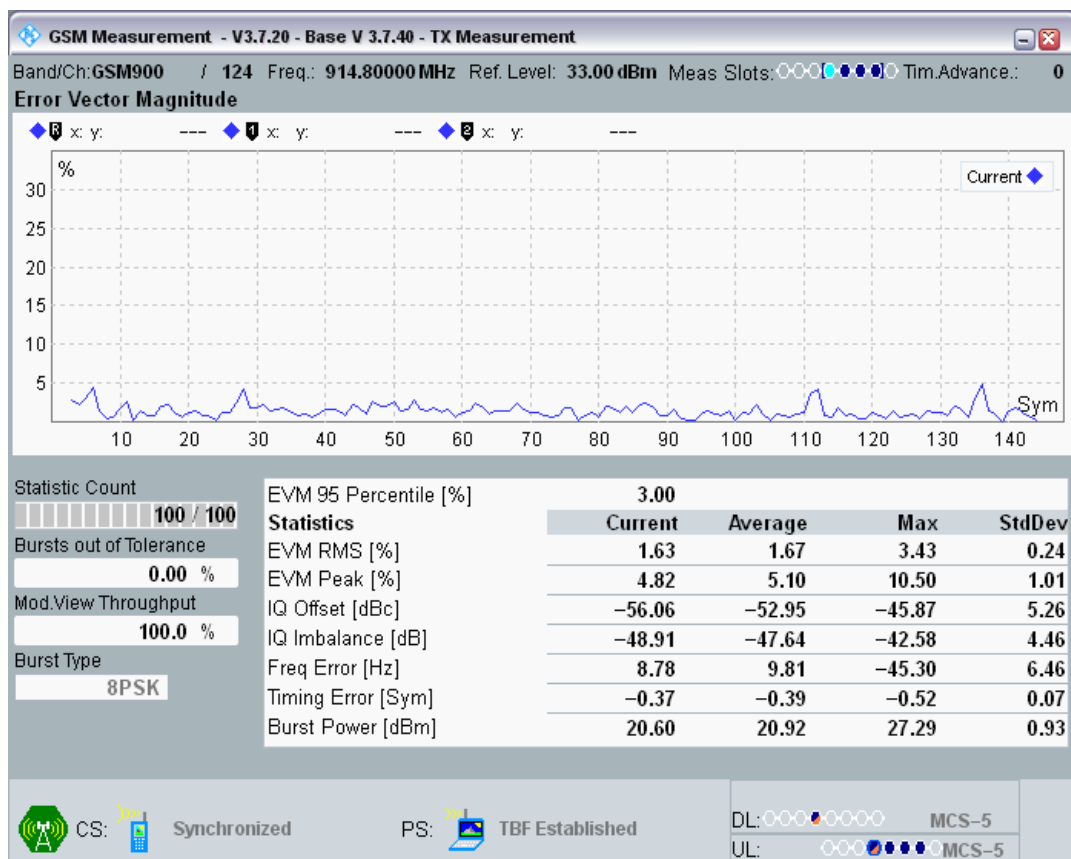 GSM Measurement - V3.7.20 - Base V 3.7.40 - TX Measurement
Band/Ch:GSM900 / 124 Freq.: 914.80000 MHz Ref. Level: 33.00 dBm Meas Slots: Tim.Advance.: 0
Error Vector Magnitude
R x: y: --- 1 x: y: --- 2 x: y: ---
%
Current
30
25
20
15
10
5
Sym
10 20 30 40 50 60 70 80 90 100 110 120 130 140
Statistic Count
100 / 100
Bursts out of Tolerance
0.00 %
Mod.View Throughput
100.0 %
Burst Type
8PSK
EVM 95 Percentile [%] 3.00
Statistics Current Average Max StdDev
EVM RMS [%] 1.63 1.67 3.43 0.24
EVM Peak [%] 4.82 5.10 10.50 1.01
IQ Offset [dBc] −56.06 −52.95 −45.87 5.26
IQ Imbalance [dB] −48.91 −47.64 −42.58 4.46
Freq Error [Hz] 8.78 9.81 −45.30 6.46
Timing Error [Sym] −0.37 −0.39 −0.52 0.07
Burst Power [dBm] 20.60 20.92 27.29 0.93
CS: Synchronized PS: TBF Established
DL: MCS−5
UL: MCS−5